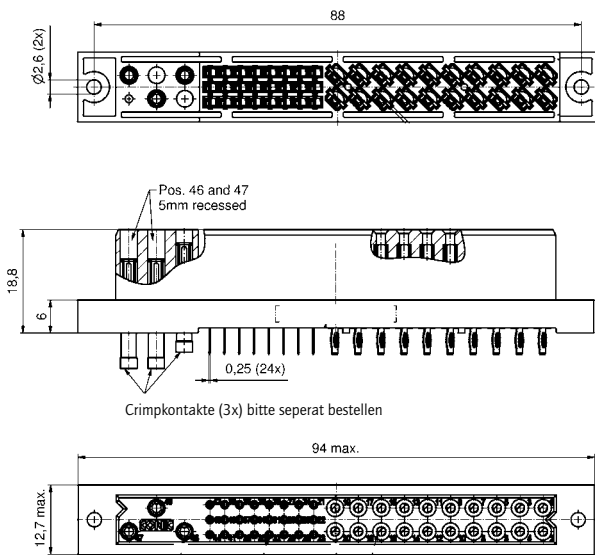 88
Ø2,6 (2x)
Pos. 46 and 47
5mm recessed
18,8
6
0,25 (24x)
Crimpkontakte (3x) bitte seperat bestellen
94 max.
12,7 max.